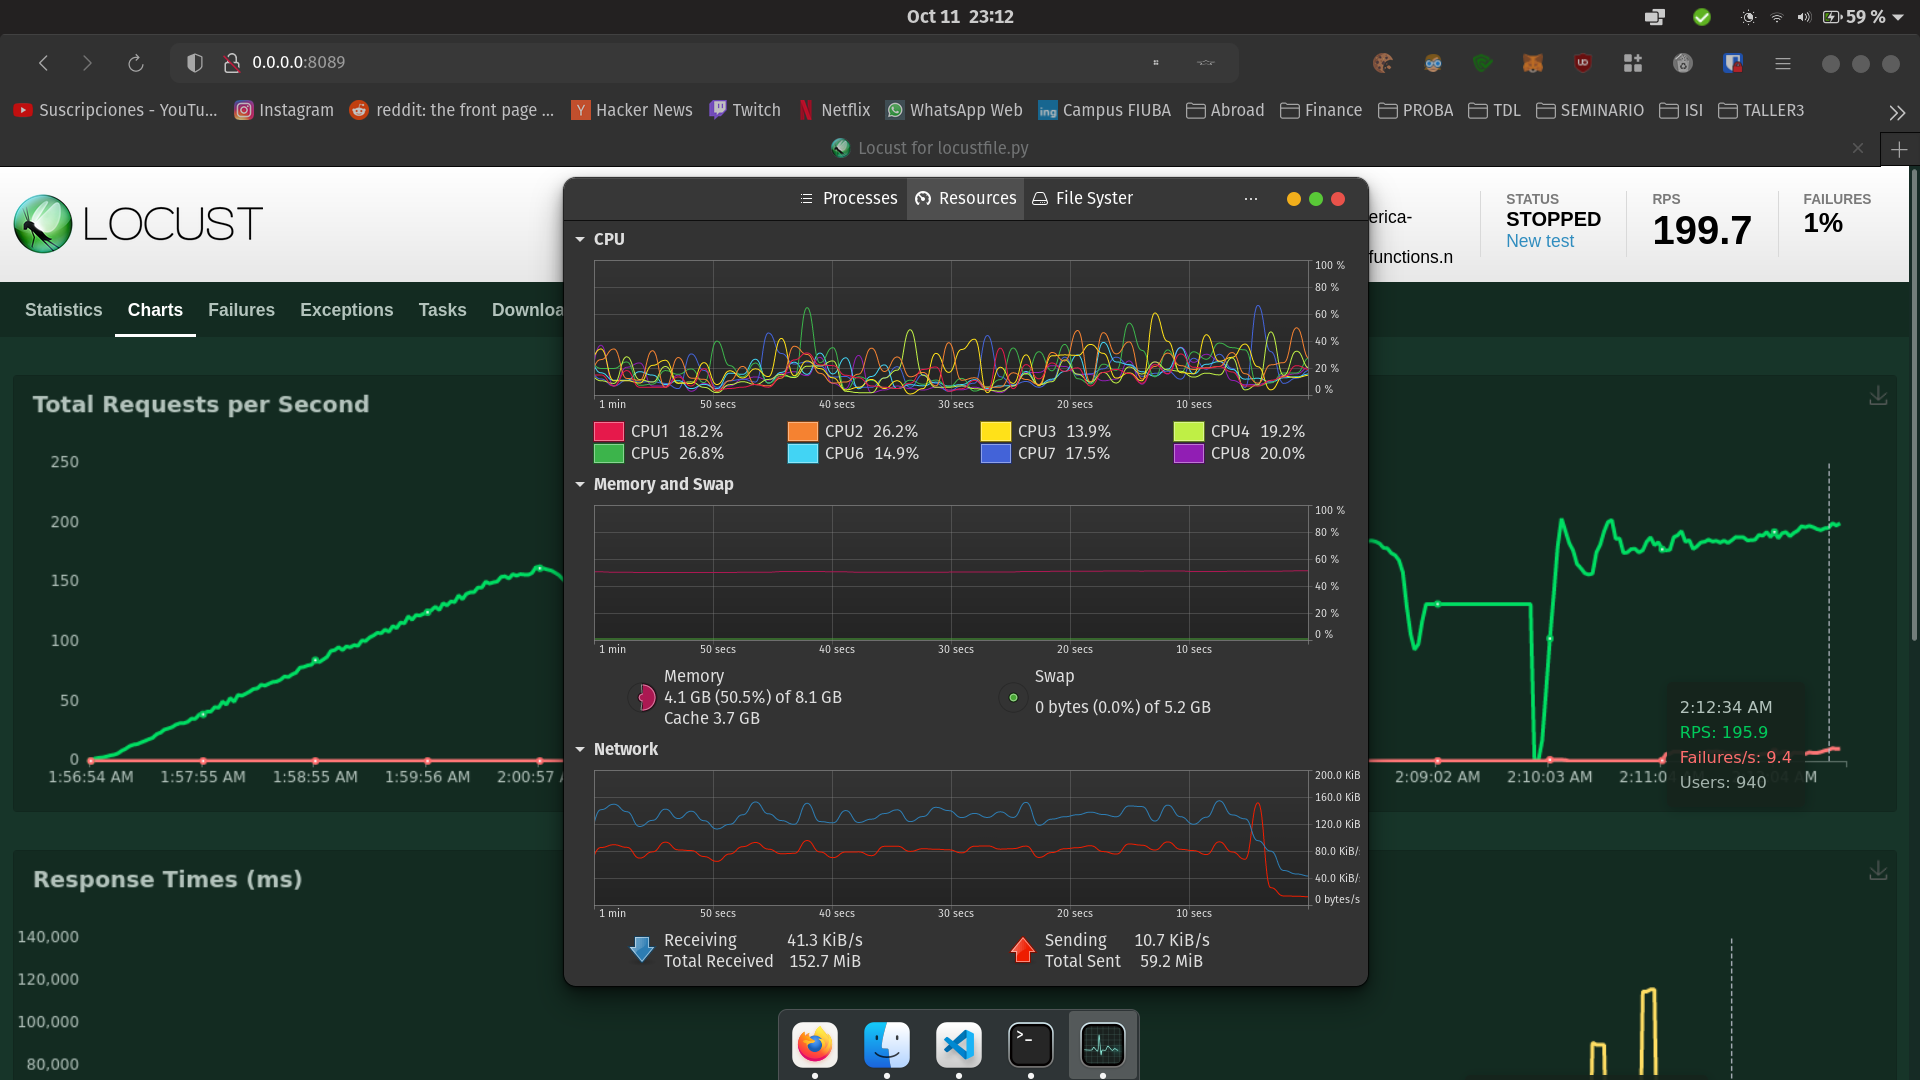 Oct 11 23:12
59 %
0.0.0.0:8089
Suscripciones - YouTu...
Instagram
reddit: the front page ...
Hacker News
Twitch
Netflix
WhatsApp Web
Campus FIUBA
Abroad
Finance
PROBA
TDL
SEMINARIO
ISI
TALLER3
Locust for locustfile.py
LOCUST
erica-
functions.n
STATUS
STOPPED
New test
RPS
199.7
FAILURES
1%
Statistics
Charts
Failures
Exceptions
Tasks
Downloa
Processes
Resources
File Syster
CPU
100 %
80 %
60 %
40 %
20 %
0 %
1 min
50 secs
40 secs
30 secs
20 secs
10 secs
CPU1 18.2%
CPU2 26.2%
CPU3 13.9%
CPU4 19.2%
CPU5 26.8%
CPU6 14.9%
CPU7 17.5%
CPU8 20.0%
Memory and Swap
100 %
80 %
60 %
40 %
20 %
0 %
1 min
50 secs
40 secs
30 secs
20 secs
10 secs
Memory
4.1 GB (50.5%) of 8.1 GB
Cache 3.7 GB
Swap
0 bytes (0.0%) of 5.2 GB
Network
200.0 KiB
160.0 KiB
120.0 KiB
80.0 KiB/
40.0 KiB/
0 bytes/s
1 min
50 secs
40 secs
30 secs
20 secs
10 secs
Receiving 41.3 KiB/s
Total Received 152.7 MiB
Sending 10.7 KiB/s
Total Sent 59.2 MiB
Total Requests per Second
250
200
150
100
50
0
1:56:54 AM
1:57:55 AM
1:58:55 AM
1:59:56 AM
2:00:57
2:09:02 AM
2:10:03 AM
2:11:04
04 AM
2:12:34 AM
RPS: 195.9
Failures/s: 9.4
Users: 940
Response Times (ms)
140,000
120,000
100,000
80,000